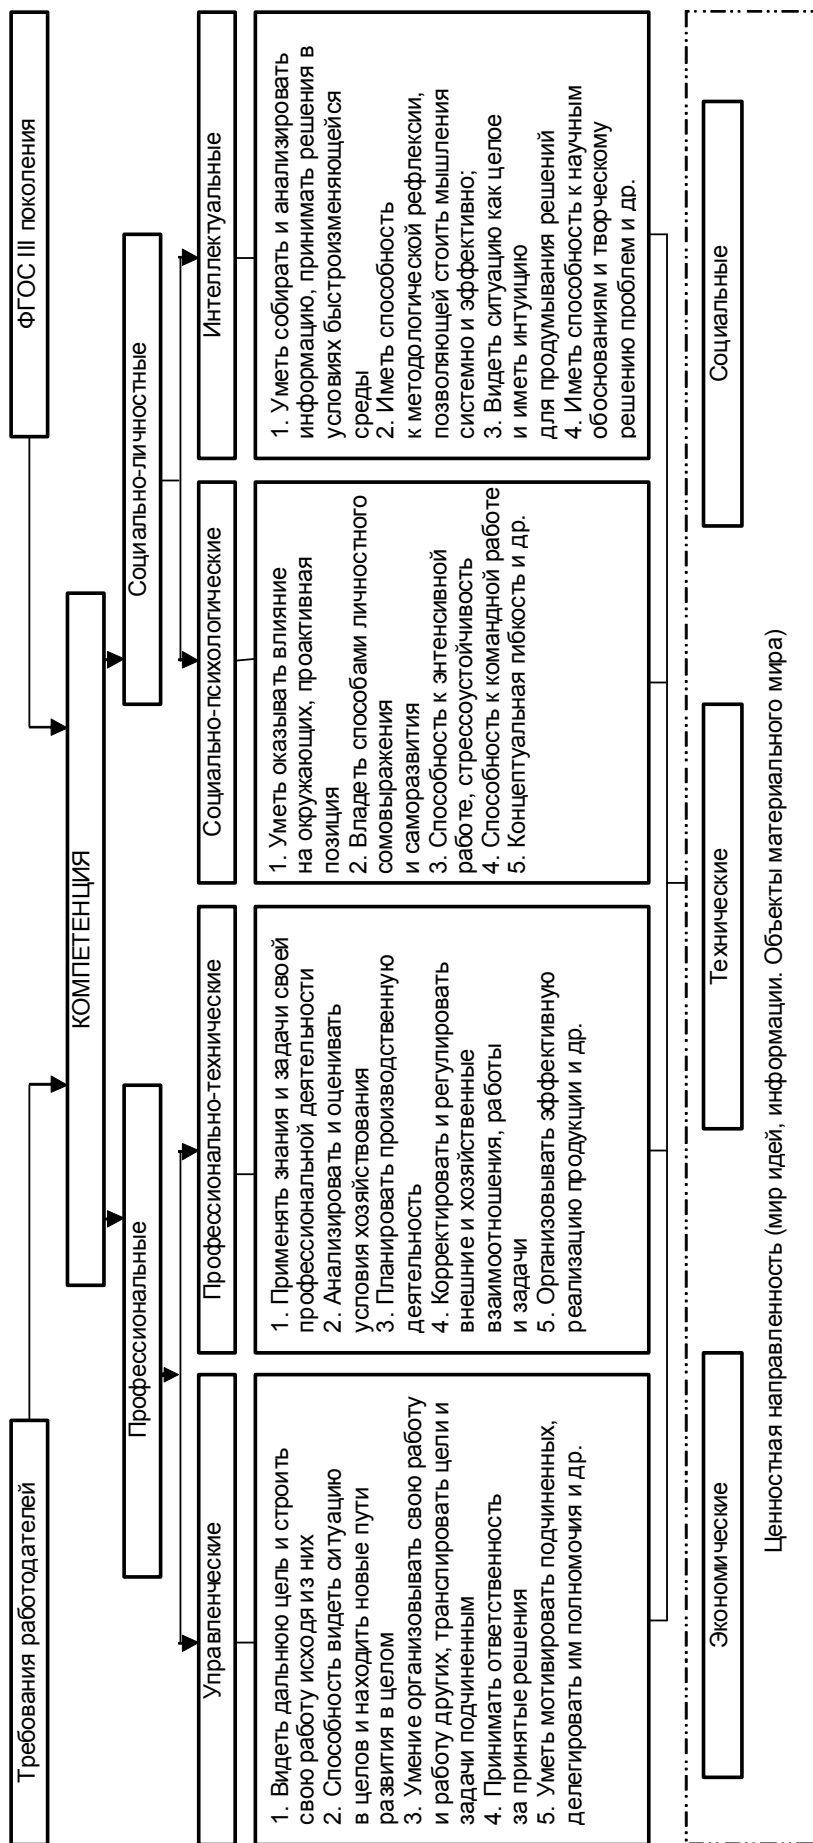 Требования работодателей
ФГОС III поколения
КОМПЕТЕНЦИЯ
Профессиональные
Социально-личностные
Управленческие
Профессионально-технические
Социально-психологические
Интеллектуальные
1. Видеть дальнюю цель и строить
свою работу исходя из них
2. Способность видеть ситуацию
в целов и находить новые пути
развития в целом
3. Умение организовывать свою работу
и работу других, транспировать цели и
задачи подчиненным
4. Принимать ответственность
за принятые решения
5. Уметь мотивировать подчиненных,
делегировать им полномочия и др.
1. Применять знания и задачи своей
профессиональной деятельности
2. Анализировать и оценивать
условия хозяйствования
3. Планировать производственную
деятельность
4. Корректировать и регулировать
внешние и хозяйственные
взаимоотношения, работы
и задачи
5. Организовывать эффективную
реализацию продукции и др.
1. Уметь оказывать влияние
на окружающих, проактивная
позиция
2. Владеть способами личностного
сомовыражения
и саморазвития
3. Способность к энтенсивной
работе, стрессоустойчивость
4. Способность к командной работе
5. Концептуальная гибкость и др.
1. Уметь собирать и анализировать
информацию, принимать решения в
условиях быстроизменяющейся
среды
2. Иметь способность
к методологической рефлексии,
позволяющей стоить мышления
системно и эффективно;
3. Видеть ситуацию как целое
и иметь интуицию
для продумывания решений
4. Иметь способность к научным
обоснованиям и творческому
решению проблем и др.
Экономические
Технические
Социальные
Ценностная направленность (мир идей, информации. Объекты материального мира)